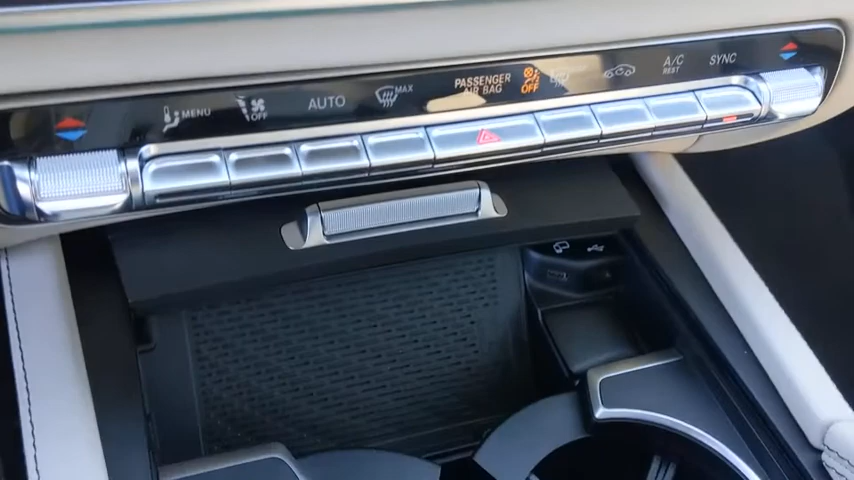 MENU
OFF
AUTO
MAX
PASSENGER
AIR BAG
OFF
A/C
REST
SYNC